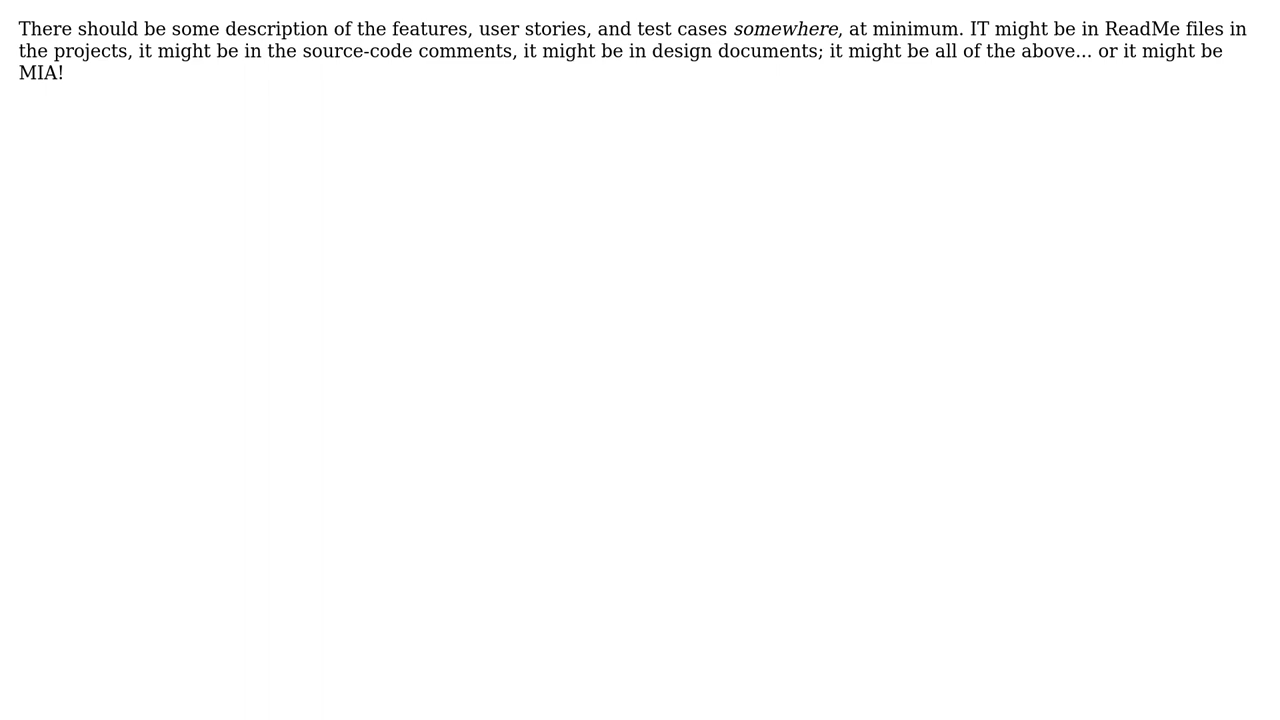 There should be some description of the features, user stories, and test cases somewhere, at minimum. IT might be in ReadMe files in
the projects, it might be in the source-code comments, it might be in design documents; it might be all of the above... or it might be
MIA!